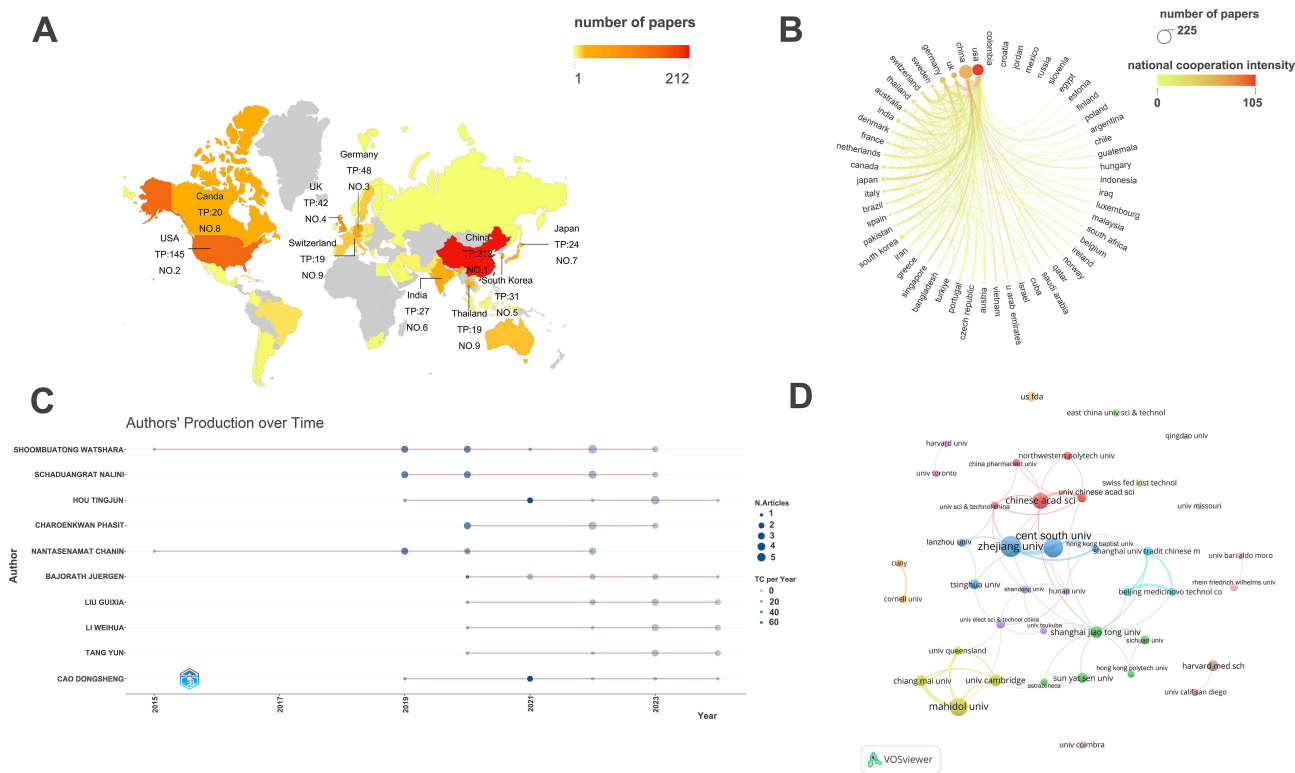 A
number of papers
1
212
Germany
TP:48
NO.3
UK
TP:42
NO.4
Canda
TP:20
NO.8
USA
TP:145
NO.2
Switzerland
TP:19
NO.9
China
TP:212
NO.1
Japan
TP:24
NO.7
South Korea
TP:31
NO.5
India
TP:27
NO.6
Thailand
TP:19
NO.9
B
number of papers
225
national cooperation intensity
0
105
usa
colombia
croatia
jordan
mexico
russia
slovenia
egypt
estonia
finland
poland
argentina
chile
guatemala
hungary
indonesia
iraq
luxembourg
malaysia
south africa
belgium
ireland
norway
qatar
saudi arabia
cuba
israel
u arab emirates
vietnam
austria
czech republic
portugal
turkiye
bangladesh
singapore
greece
iran
south korea
pakistan
spain
brazil
italy
japan
canada
netherlands
france
denmark
india
australia
thailand
switzerland
sweden
germany
uk
china
C
Authors' Production over Time
Author
SHOOMBUATONG WATSHARA
SCHADUANGRAT NALINI
HOU TINGJUN
CHAROENKWAN PHASIT
NANTASENAMAT CHANIN
BAJORATH JUERGEN
LIU GUIXIA
LI WEIHUA
TANG YUN
CAO DONGSHENG
2015
2017
2019
2021
2023
Year
N.Articles
1
2
3
4
5
TC per Year
0
20
40
60
D
us fda
east china univ sci & technol
harvard univ
qingdao univ
northwestern polytech univ
china pharmaceut univ
univ toronto
swiss fed inst technol
univ chinese acad sci
chinese acad sci
univ sci & technol china
univ missouri
cent south univ
lanzhou univ
zhejiang univ
hong kong baptist univ
shanghai univ tradit chinese m
univ bari aldo moro
cuny
tsinghua univ
rhein friedrich wilhelms univ
shandong univ
hunan univ
beijing medicinovo technol co
cornell univ
univ elect sci & technol china
univ tsukuba
shanghai jiao tong univ
sichuan univ
univ queensland
harvard med sch
chiang mai univ
univ cambridge
hong kong polytech univ
sun yat sen univ
astrazeneca
univ calif san diego
mahidol univ
univ coimbra
VOSviewer